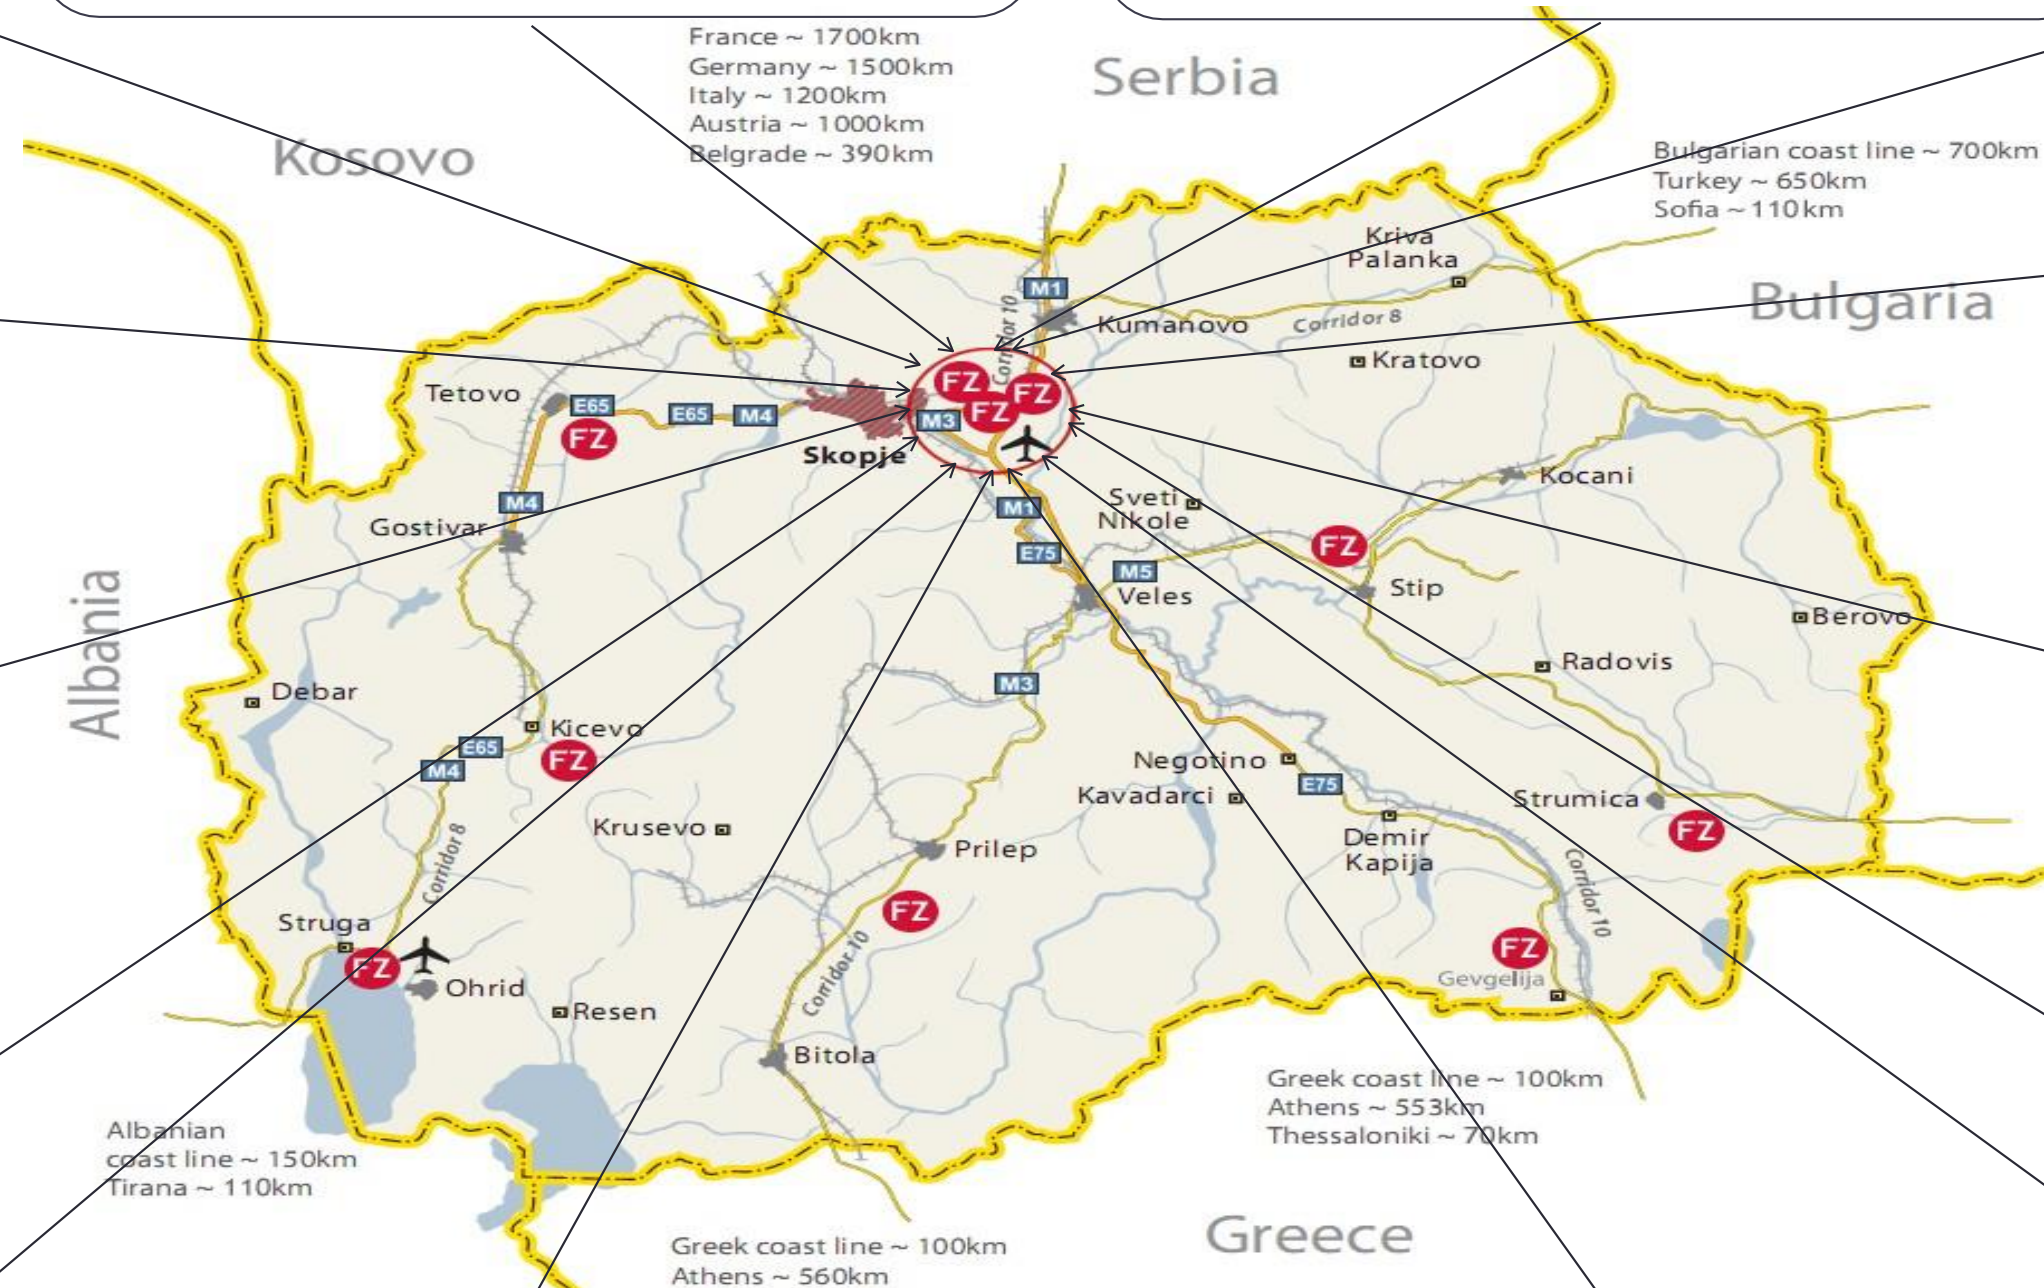 France ~ 1700km
Germany ~ 1500km
Italy ~ 1200km
Austria ~ 1000km
Belgrade ~ 390km
Serbia
Kosovo
Bulgarian coast line ~ 700km
Turkey ~ 650km
Sofia ~ 110km
Kriva
Palanka
Bulgaria
M1
Corridor 10
Kumanovo
Corridor 8
Kratovo
Tetovo
E65
E65
M4
FZ
FZ
FZ
M3
FZ
Skopje
M4
Gostivar
Kocani
Sveti
Nikole
M1
E75
FZ
M5
Veles
Stip
Berovo
Albania
Debar
Radovis
M3
Kicevo
E65
FZ
M4
Negotino
E75
Kavadarci
Strumica
FZ
Krusevo
Demir
Kapija
Prilep
Corridor 8
FZ
Corridor 10
Struga
FZ
Ohrid
Corridor 10
FZ
Gevgelija
Resen
Bitola
Greek coast line ~ 100km
Athens ~ 553km
Thessaloniki ~ 70km
Albanian
coast line ~ 150km
Tirana ~ 110km
Greece
Greek coast line ~ 100km
Athens ~ 560km